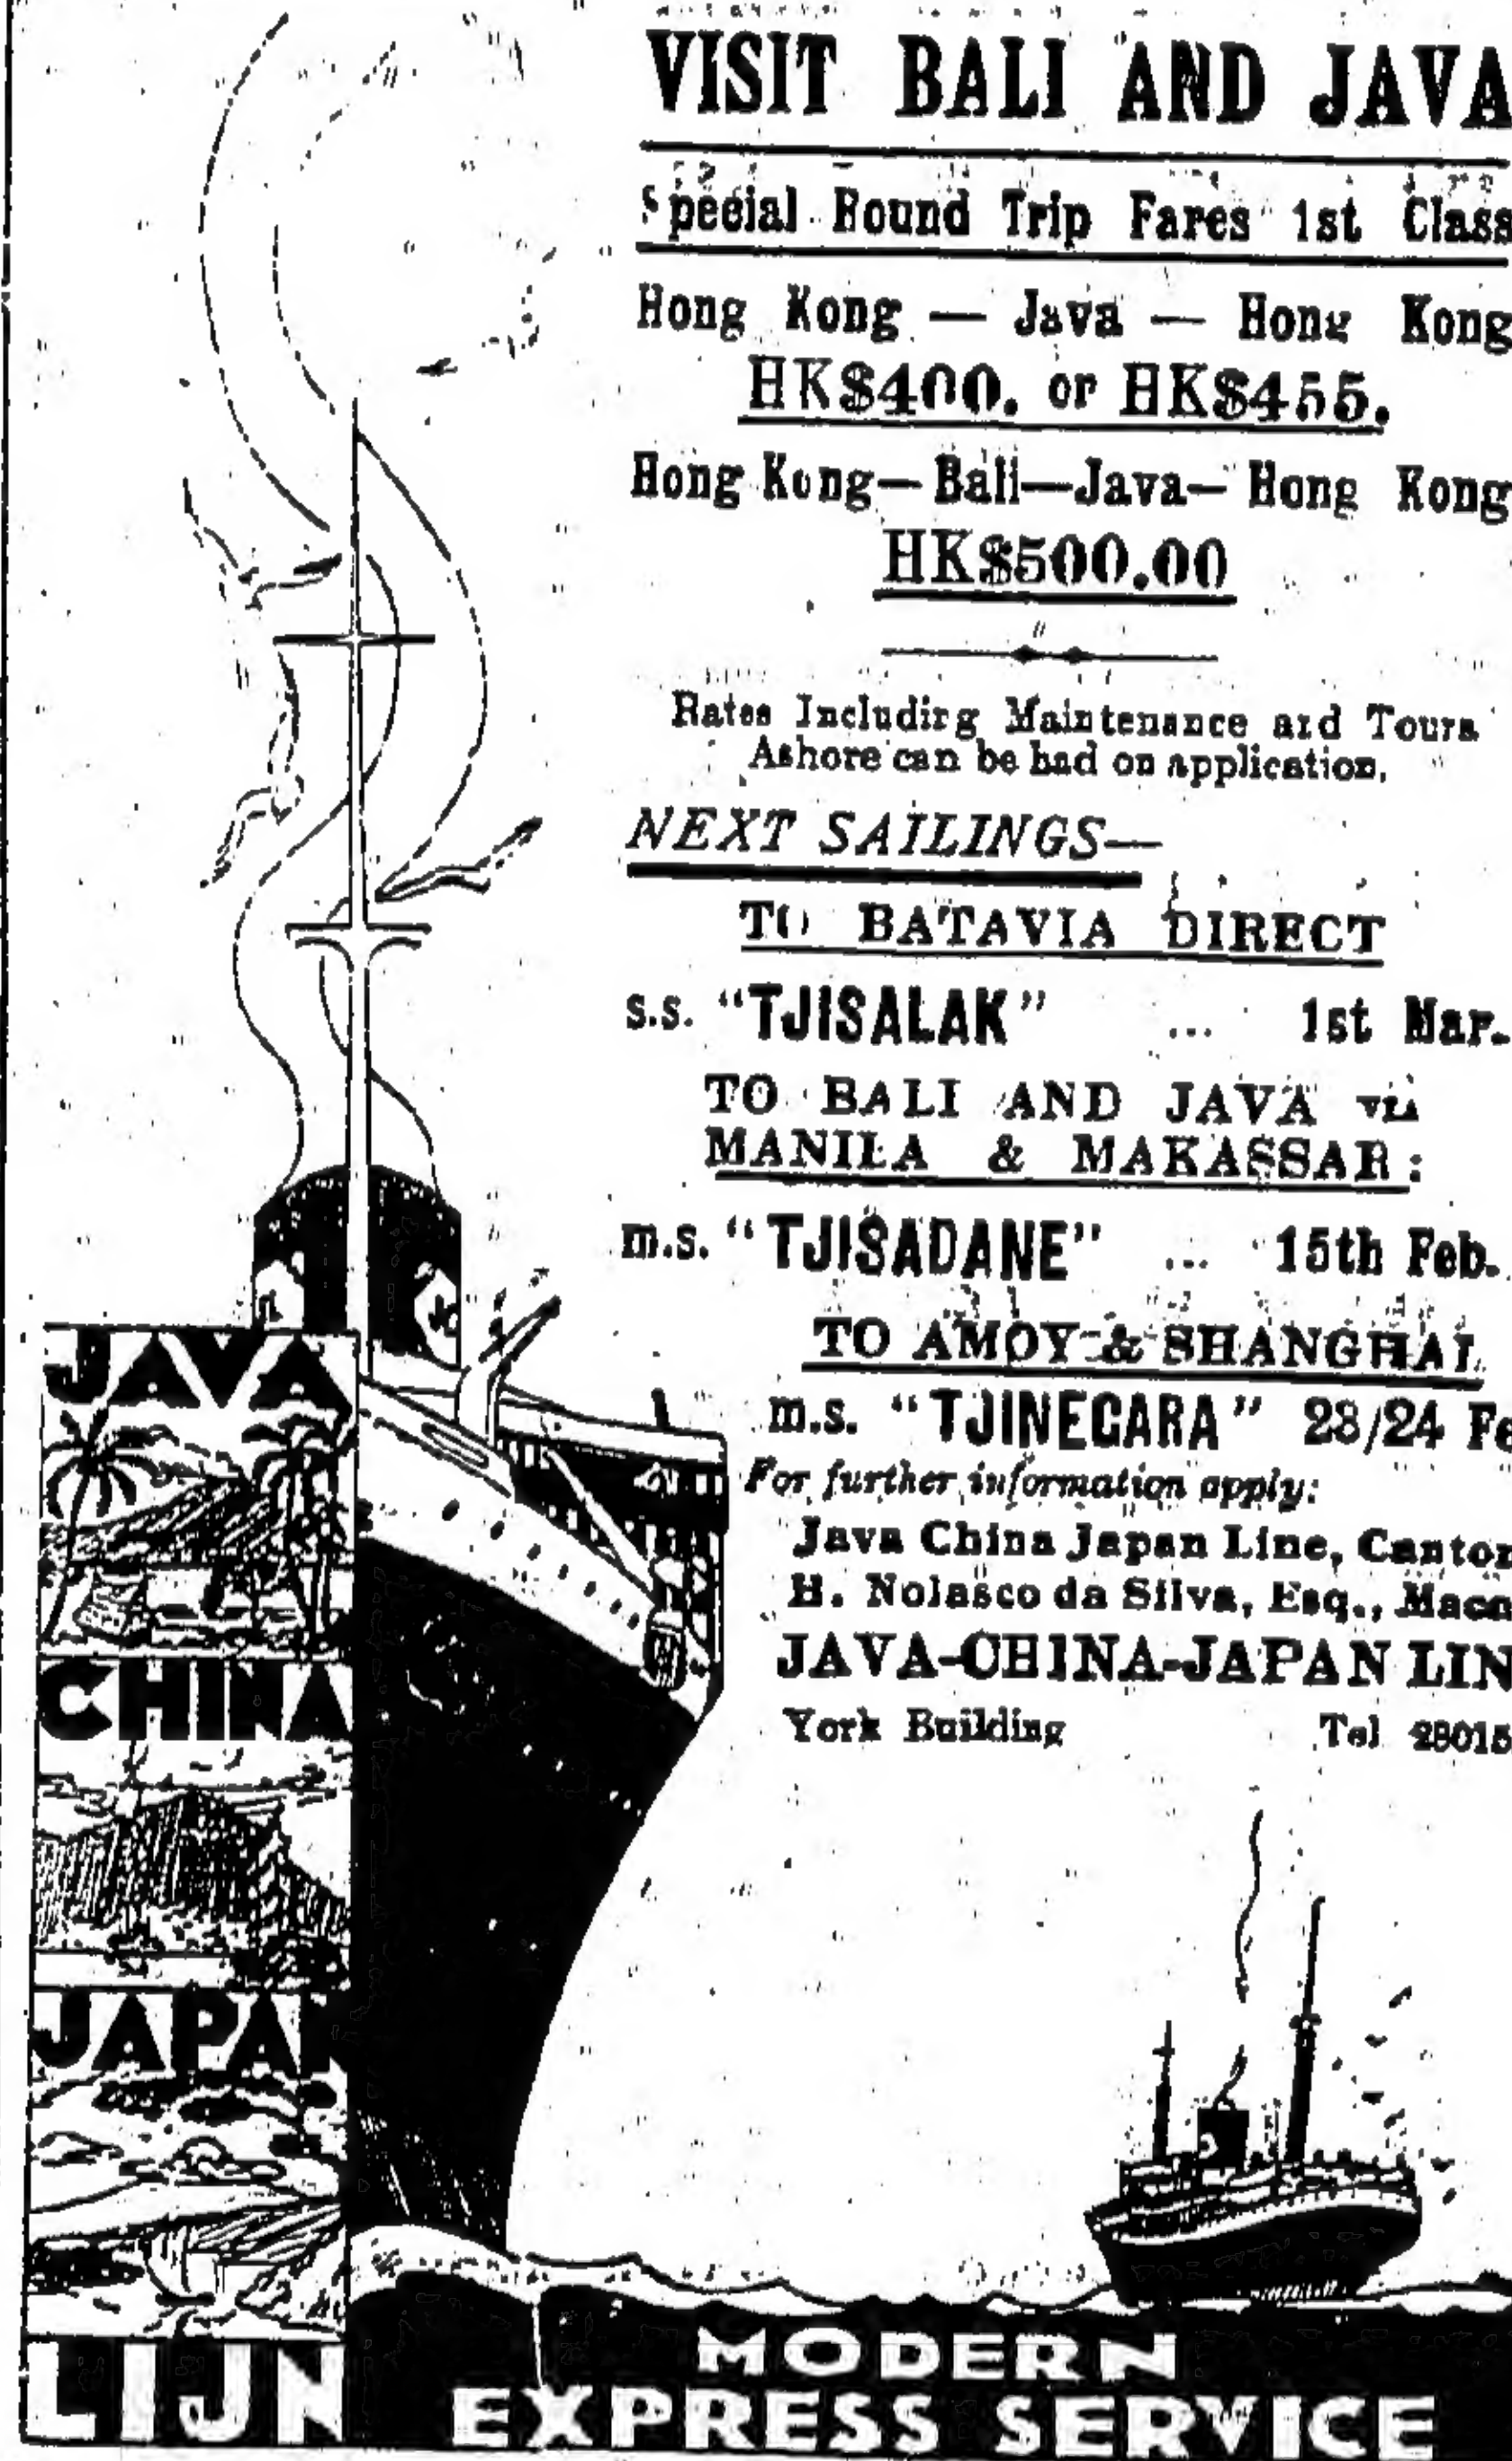 VISIT BALI AND JAVA
Special Round Trip Fares 1st Class
Hong Kong — Java — Hong Kong
HK$400. or HK$455.
Hong Kong—Bali—Java—Hong Kong
HK$500.00
Rates Including Maintenance and Tours
Ashore can be had on application.
NEXT SAILINGS—
TO BATAVIA DIRECT
s.s. "TJISALAK" ... 1st Mar.
TO BALI AND JAVA via
MANILA & MAKASSAR:
m.s. "TJISADANE" ... 15th Feb.
TO AMOY & SHANGHAI
m.s. "TJINEGARA" 23/24 Fe
For further information apply:
Java China Japan Line, Canton
H. Nolasco da Silva, Esq., Maca
JAVA-CHINA-JAPAN LIN
York Building Tel 28015
JAVA
CHINA
JAPAN
LIJN
MODERN
EXPRESS SERVICE